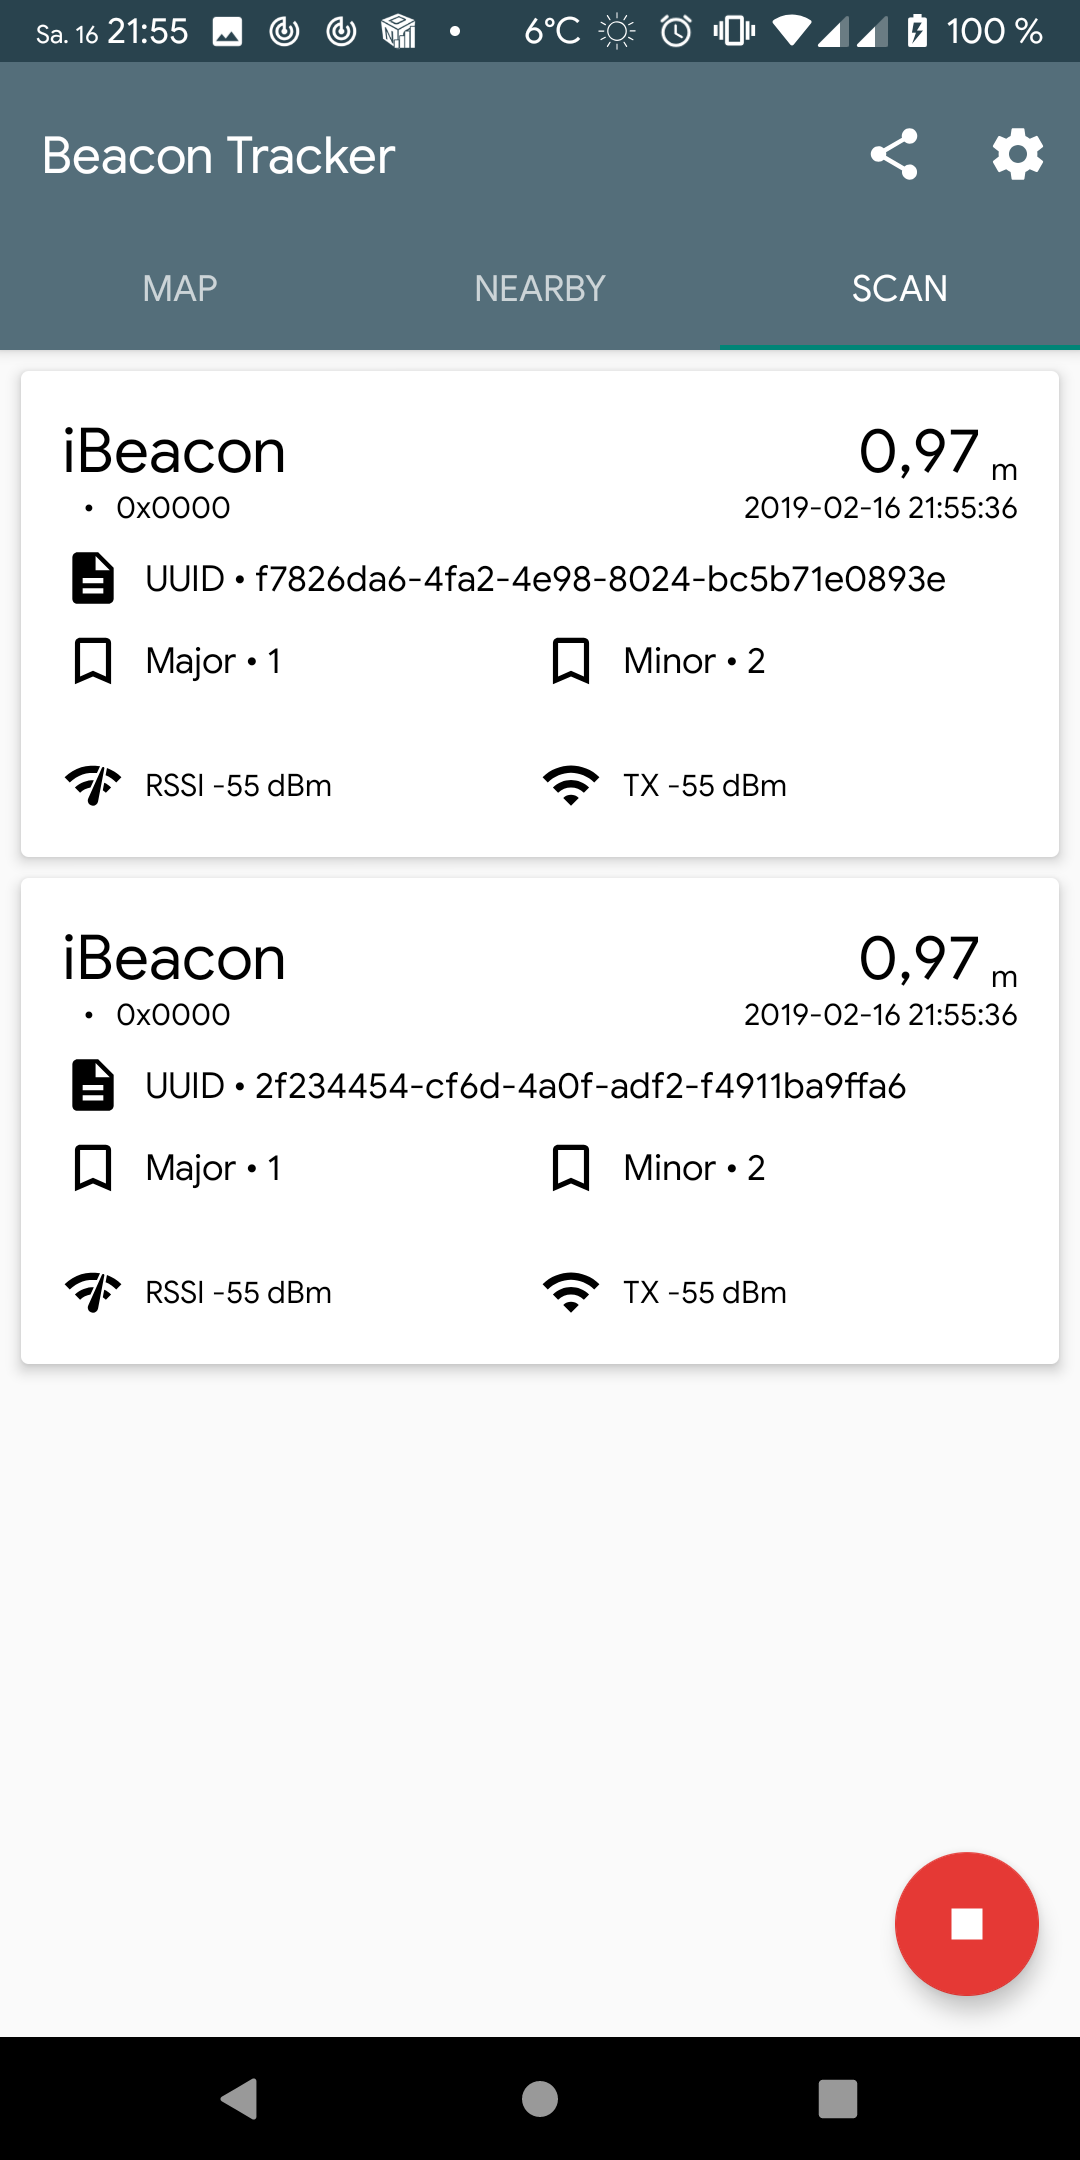 Sa. 16 21:55 6°C 100 %
Beacon Tracker
MAP NEARBY SCAN
iBeacon 0,97 m
• 0x0000 2019-02-16 21:55:36
UUID • f7826da6-4fa2-4e98-8024-bc5b71e0893e
Major • 1 Minor • 2
RSSI -55 dBm TX -55 dBm
iBeacon 0,97 m
• 0x0000 2019-02-16 21:55:36
UUID • 2f234454-cf6d-4a0f-adf2-f4911ba9ffa6
Major • 1 Minor • 2
RSSI -55 dBm TX -55 dBm